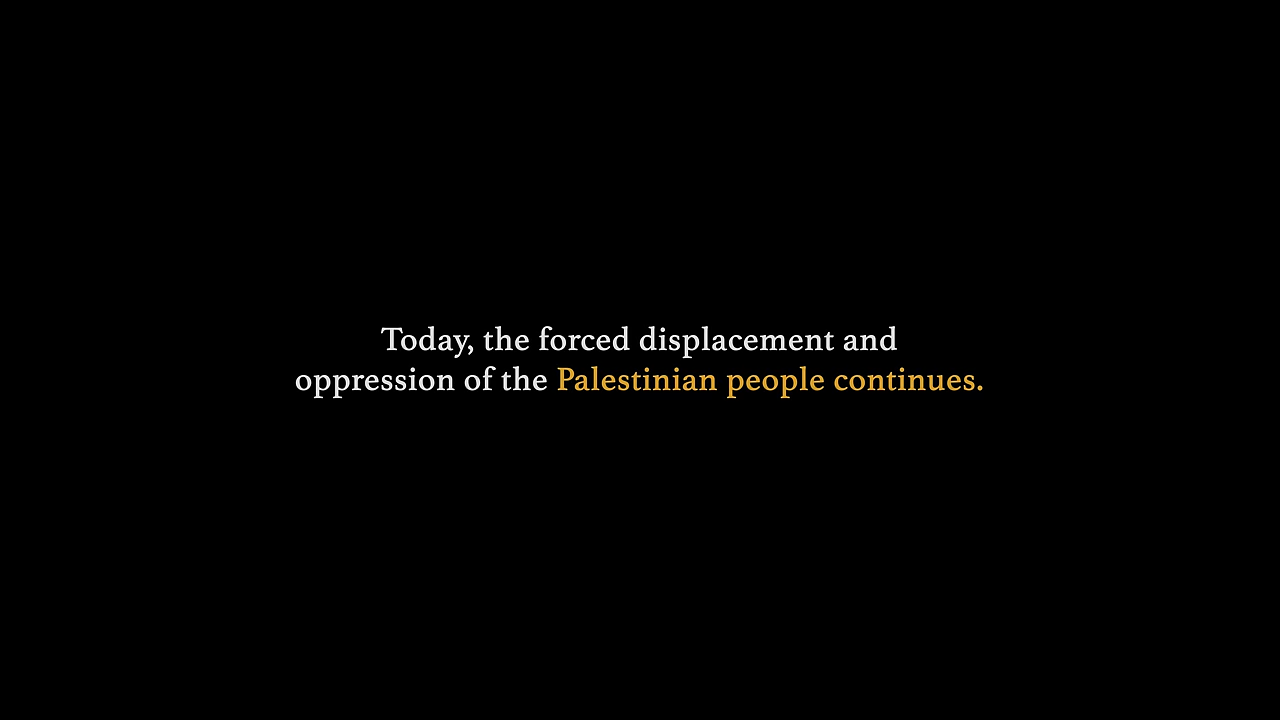 Today, the forced displacement and
oppression of the Palestinian people continues.